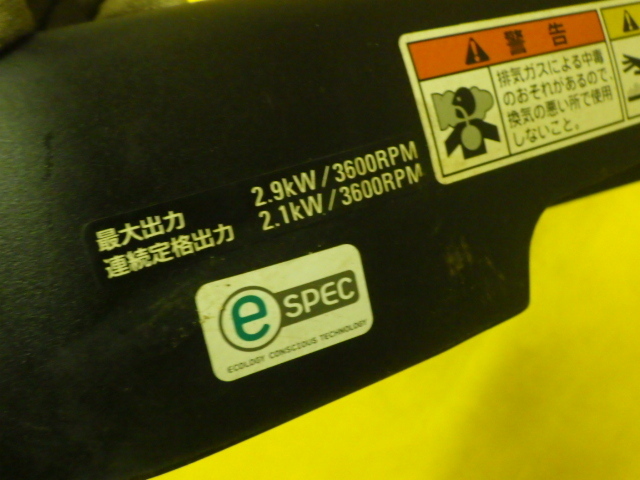 警告
排気ガスによる中毒
のおそれがあるので、
換気の悪い所で使用
しないこと。
最大出力 2.9kW/3600RPM
連続定格出力 2.1kW/3600RPM
e SPEC
ECOLOGY CONSCIOUS TECHNOLOGY